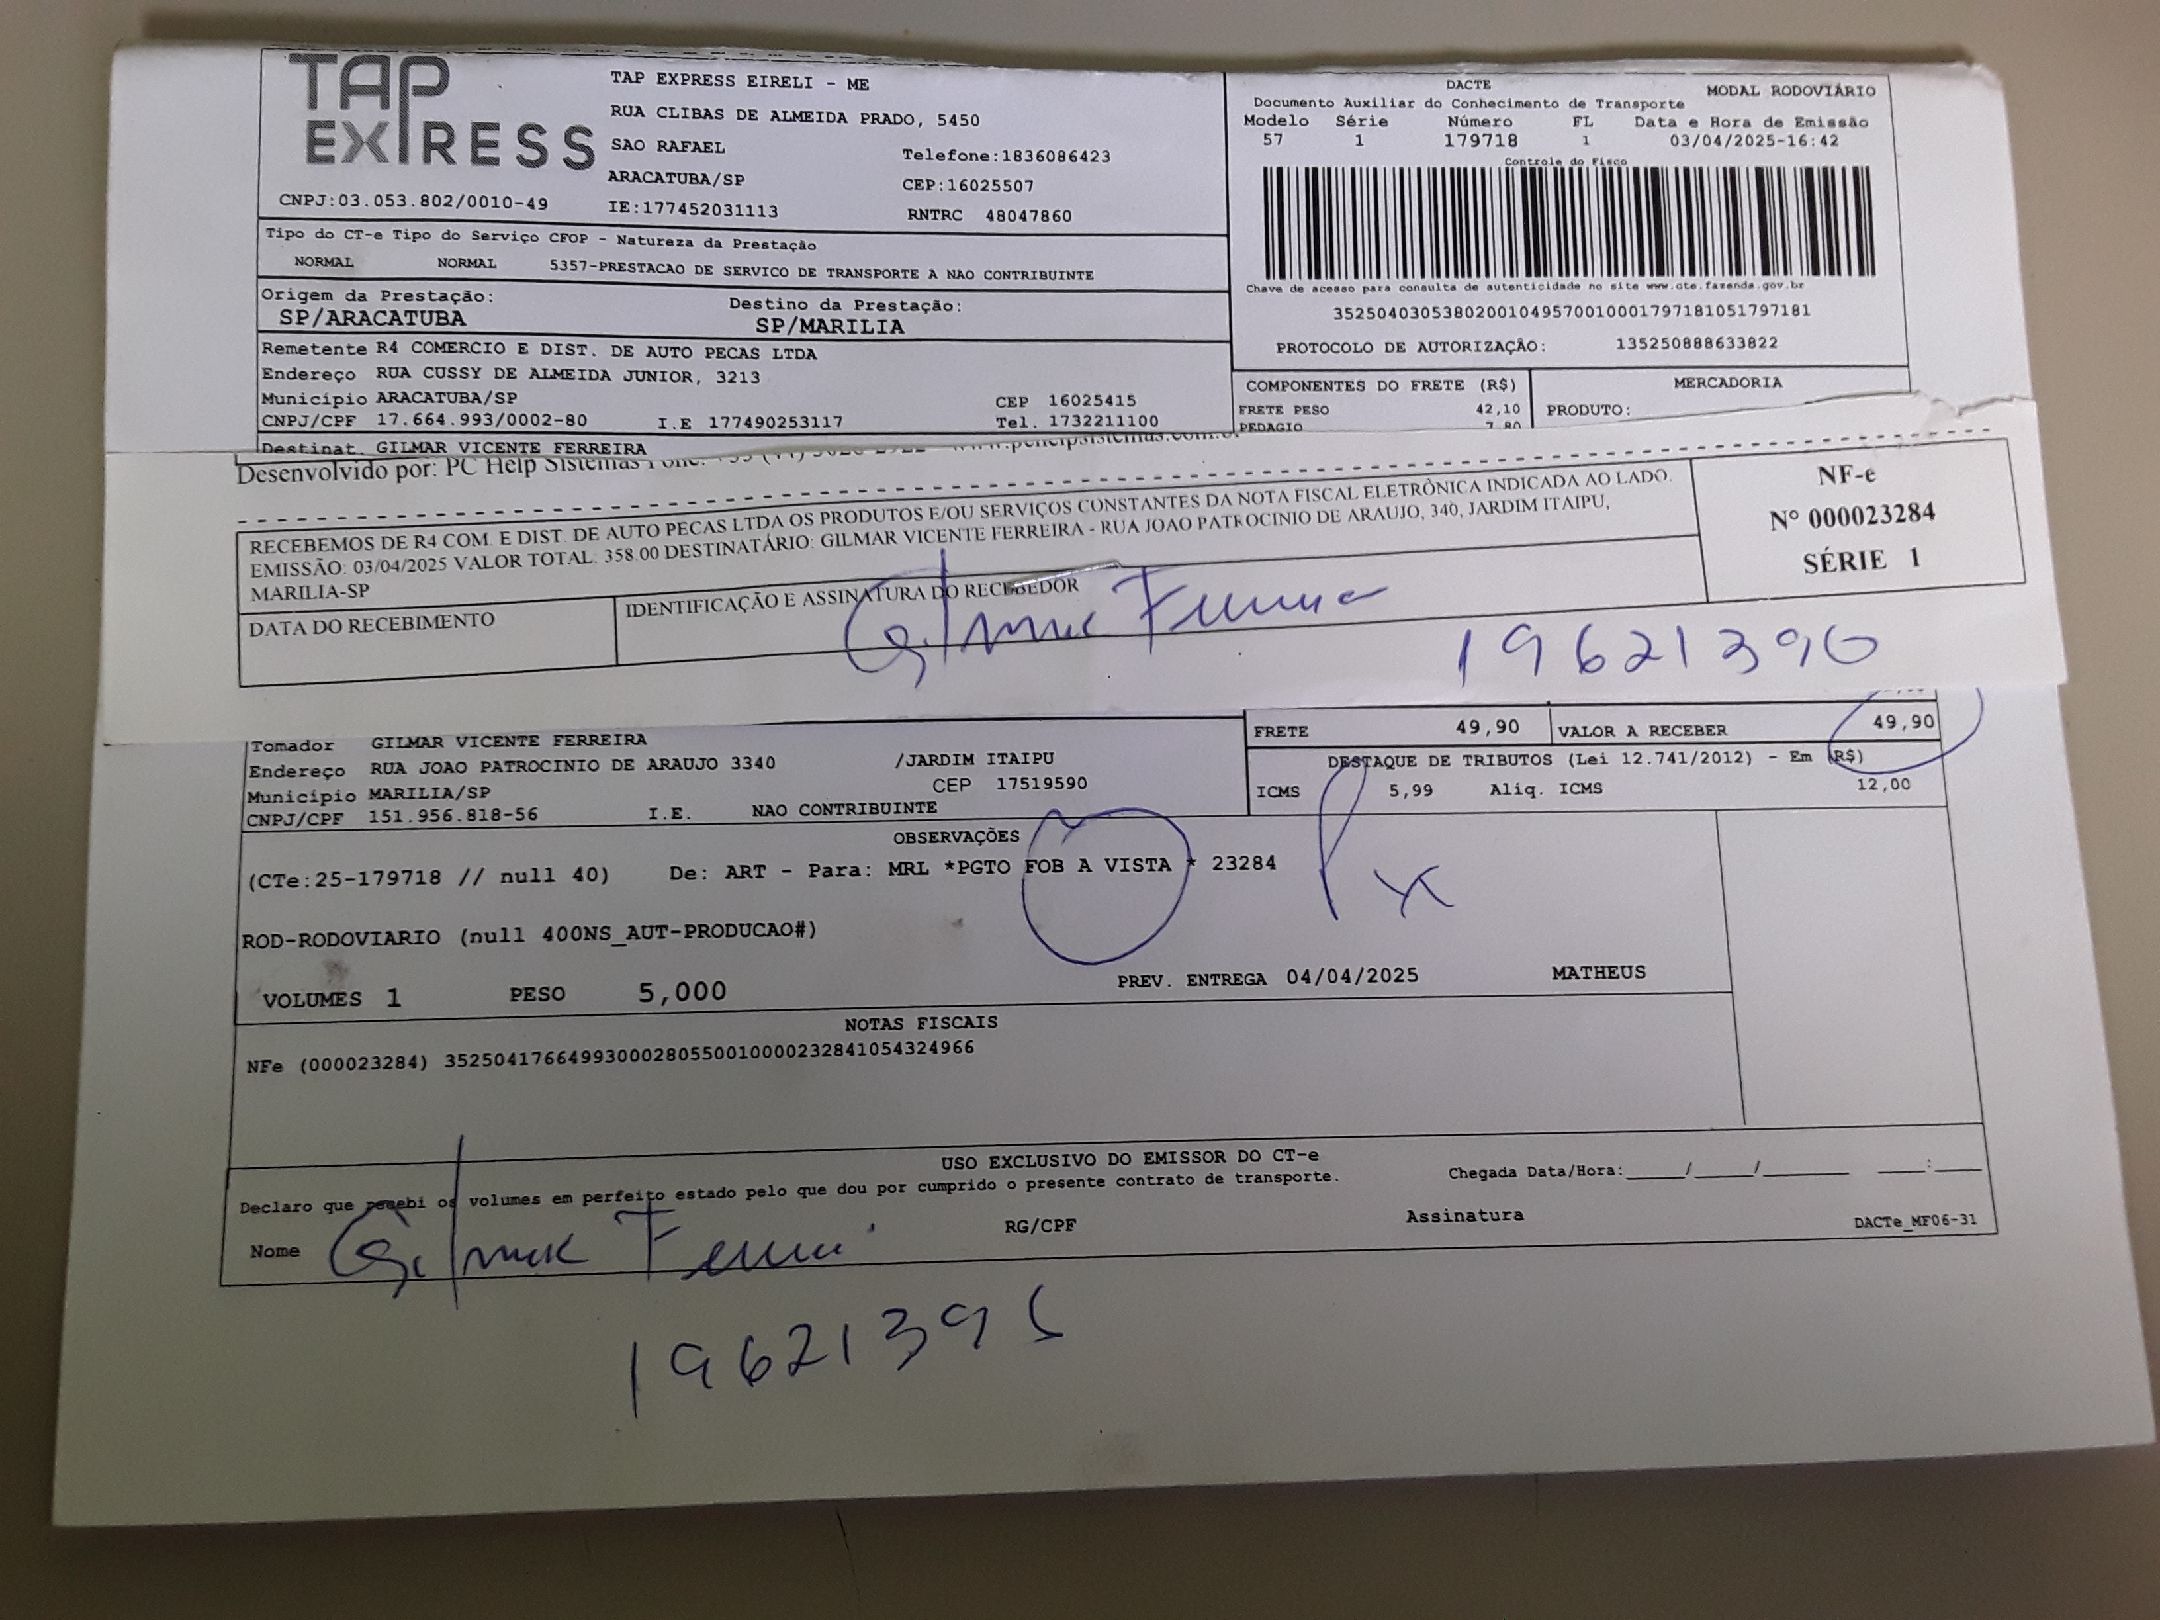 TAP
EXPRESS
TAP EXPRESS EIRELI - ME
RUA CLIBAS DE ALMEIDA PRADO, 5450
SAO RAFAEL
Telefone:1836086423
ARACATUBA/SP
CEP:16025507
CNPJ:03.053.802/0010-49
IE:177452031113
RNTRC 48047860
DACTE
MODAL RODOVIÁRIO
Documento Auxiliar do Conhecimento de Transporte
Modelo Série Número FL Data e Hora de Emissão
57 1 179718 1 03/04/2025-16:42
Controle do Fisco
Chave de acesso para consulta de autenticidade no site www.cte.fazenda.gov.br
35250403053802001049570010001797181051797181
PROTOCOLO DE AUTORIZAÇÃO: 135250888633822
Tipo do CT-e Tipo do Serviço CFOP - Natureza da Prestação
NORMAL NORMAL 5357-PRESTACAO DE SERVICO DE TRANSPORTE A NAO CONTRIBUINTE
Origem da Prestação: Destino da Prestação:
SP/ARACATUBA SP/MARILIA
Remetente R4 COMERCIO E DIST. DE AUTO PECAS LTDA
Endereço RUA CUSSY DE ALMEIDA JUNIOR, 3213
Município ARACATUBA/SP CEP 16025415
CNPJ/CPF 17.664.993/0002-80 I.E 177490253117 Tel. 1732211100
Destinat. GILMAR VICENTE FERREIRA
COMPONENTES DO FRETE (R$) MERCADORIA
FRETE PESO 42,10 PRODUTO:
PEDAGIO 7,80
Desenvolvido por: PC Help Sistemas
RECEBEMOS DE R4 COM. E DIST. DE AUTO PECAS LTDA OS PRODUTOS E/OU SERVIÇOS CONSTANTES DA NOTA FISCAL ELETRÔNICA INDICADA AO LADO.
EMISSÃO: 03/04/2025 VALOR TOTAL: 358.00 DESTINATÁRIO: GILMAR VICENTE FERREIRA - RUA JOAO PATROCINIO DE ARAUJO, 340, JARDIM ITAIPU,
MARILIA-SP
NF-e
Nº 000023284
SÉRIE 1
DATA DO RECEBIMENTO
IDENTIFICAÇÃO E ASSINATURA DO RECEBEDOR
Gilmar Ferreira
19621390
Tomador GILMAR VICENTE FERREIRA
Endereço RUA JOAO PATROCINIO DE ARAUJO 3340 /JARDIM ITAIPU
Município MARILIA/SP CEP 17519590
CNPJ/CPF 151.956.818-56 I.E. NAO CONTRIBUINTE
FRETE 49,90 VALOR A RECEBER 49,90
DESTAQUE DE TRIBUTOS (Lei 12.741/2012) - Em (R$)
ICMS 5,99 Aliq. ICMS 12,00
OBSERVAÇÕES
(CTe:25-179718 // null 40) De: ART - Para: MRL *PGTO FOB A VISTA * 23284
ROD-RODOVIARIO (null 400NS_AUT-PRODUCAO#)
VOLUMES 1 PESO 5,000 PREV. ENTREGA 04/04/2025 MATHEUS
NOTAS FISCAIS
NFe (000023284) 35250417664993000280550010000232841054324966
USO EXCLUSIVO DO EMISSOR DO CT-e
Declaro que recebi os volumes em perfeito estado pelo que dou por cumprido o presente contrato de transporte.
Chegada Data/Hora:_____/_____/_______ ___:___
Nome Gilmar Ferrei RG/CPF Assinatura DACTe_MF06-31
1962139